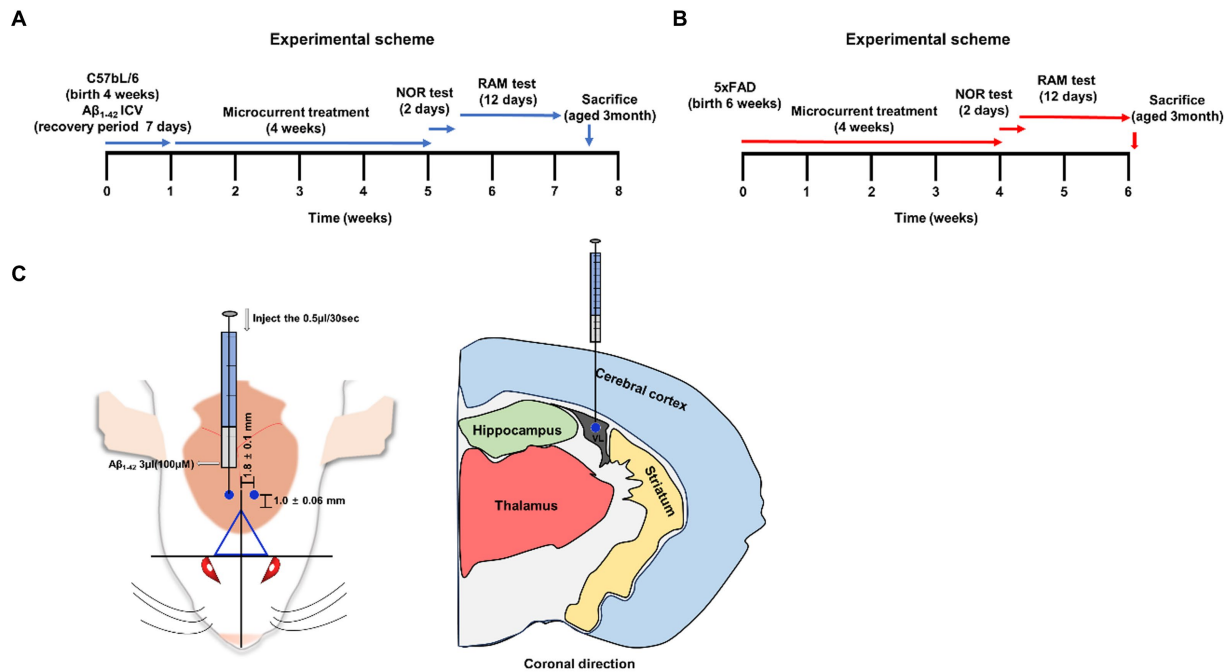 A
Experimental scheme
C57bL/6
(birth 4 weeks)
Aβ1-42 ICV
(recovery period 7 days)
Microcurrent treatment
(4 weeks)
NOR test
(2 days)
RAM test
(12 days)
Sacrifice
(aged 3month)
0 1 2 3 4 5 6 7 8
Time (weeks)
B
Experimental scheme
5xFAD
(birth 6 weeks)
Microcurrent treatment
(4 weeks)
NOR test
(2 days)
RAM test
(12 days)
Sacrifice
(aged 3month)
0 1 2 3 4 5 6
Time (weeks)
C
Inject the 0.5μl/30sec
1.8 ± 0.1 mm
Aβ1-42 3μl(100μM)
1.0 ± 0.06 mm
Cerebral cortex
Hippocampus
VL
Striatum
Thalamus
Coronal direction